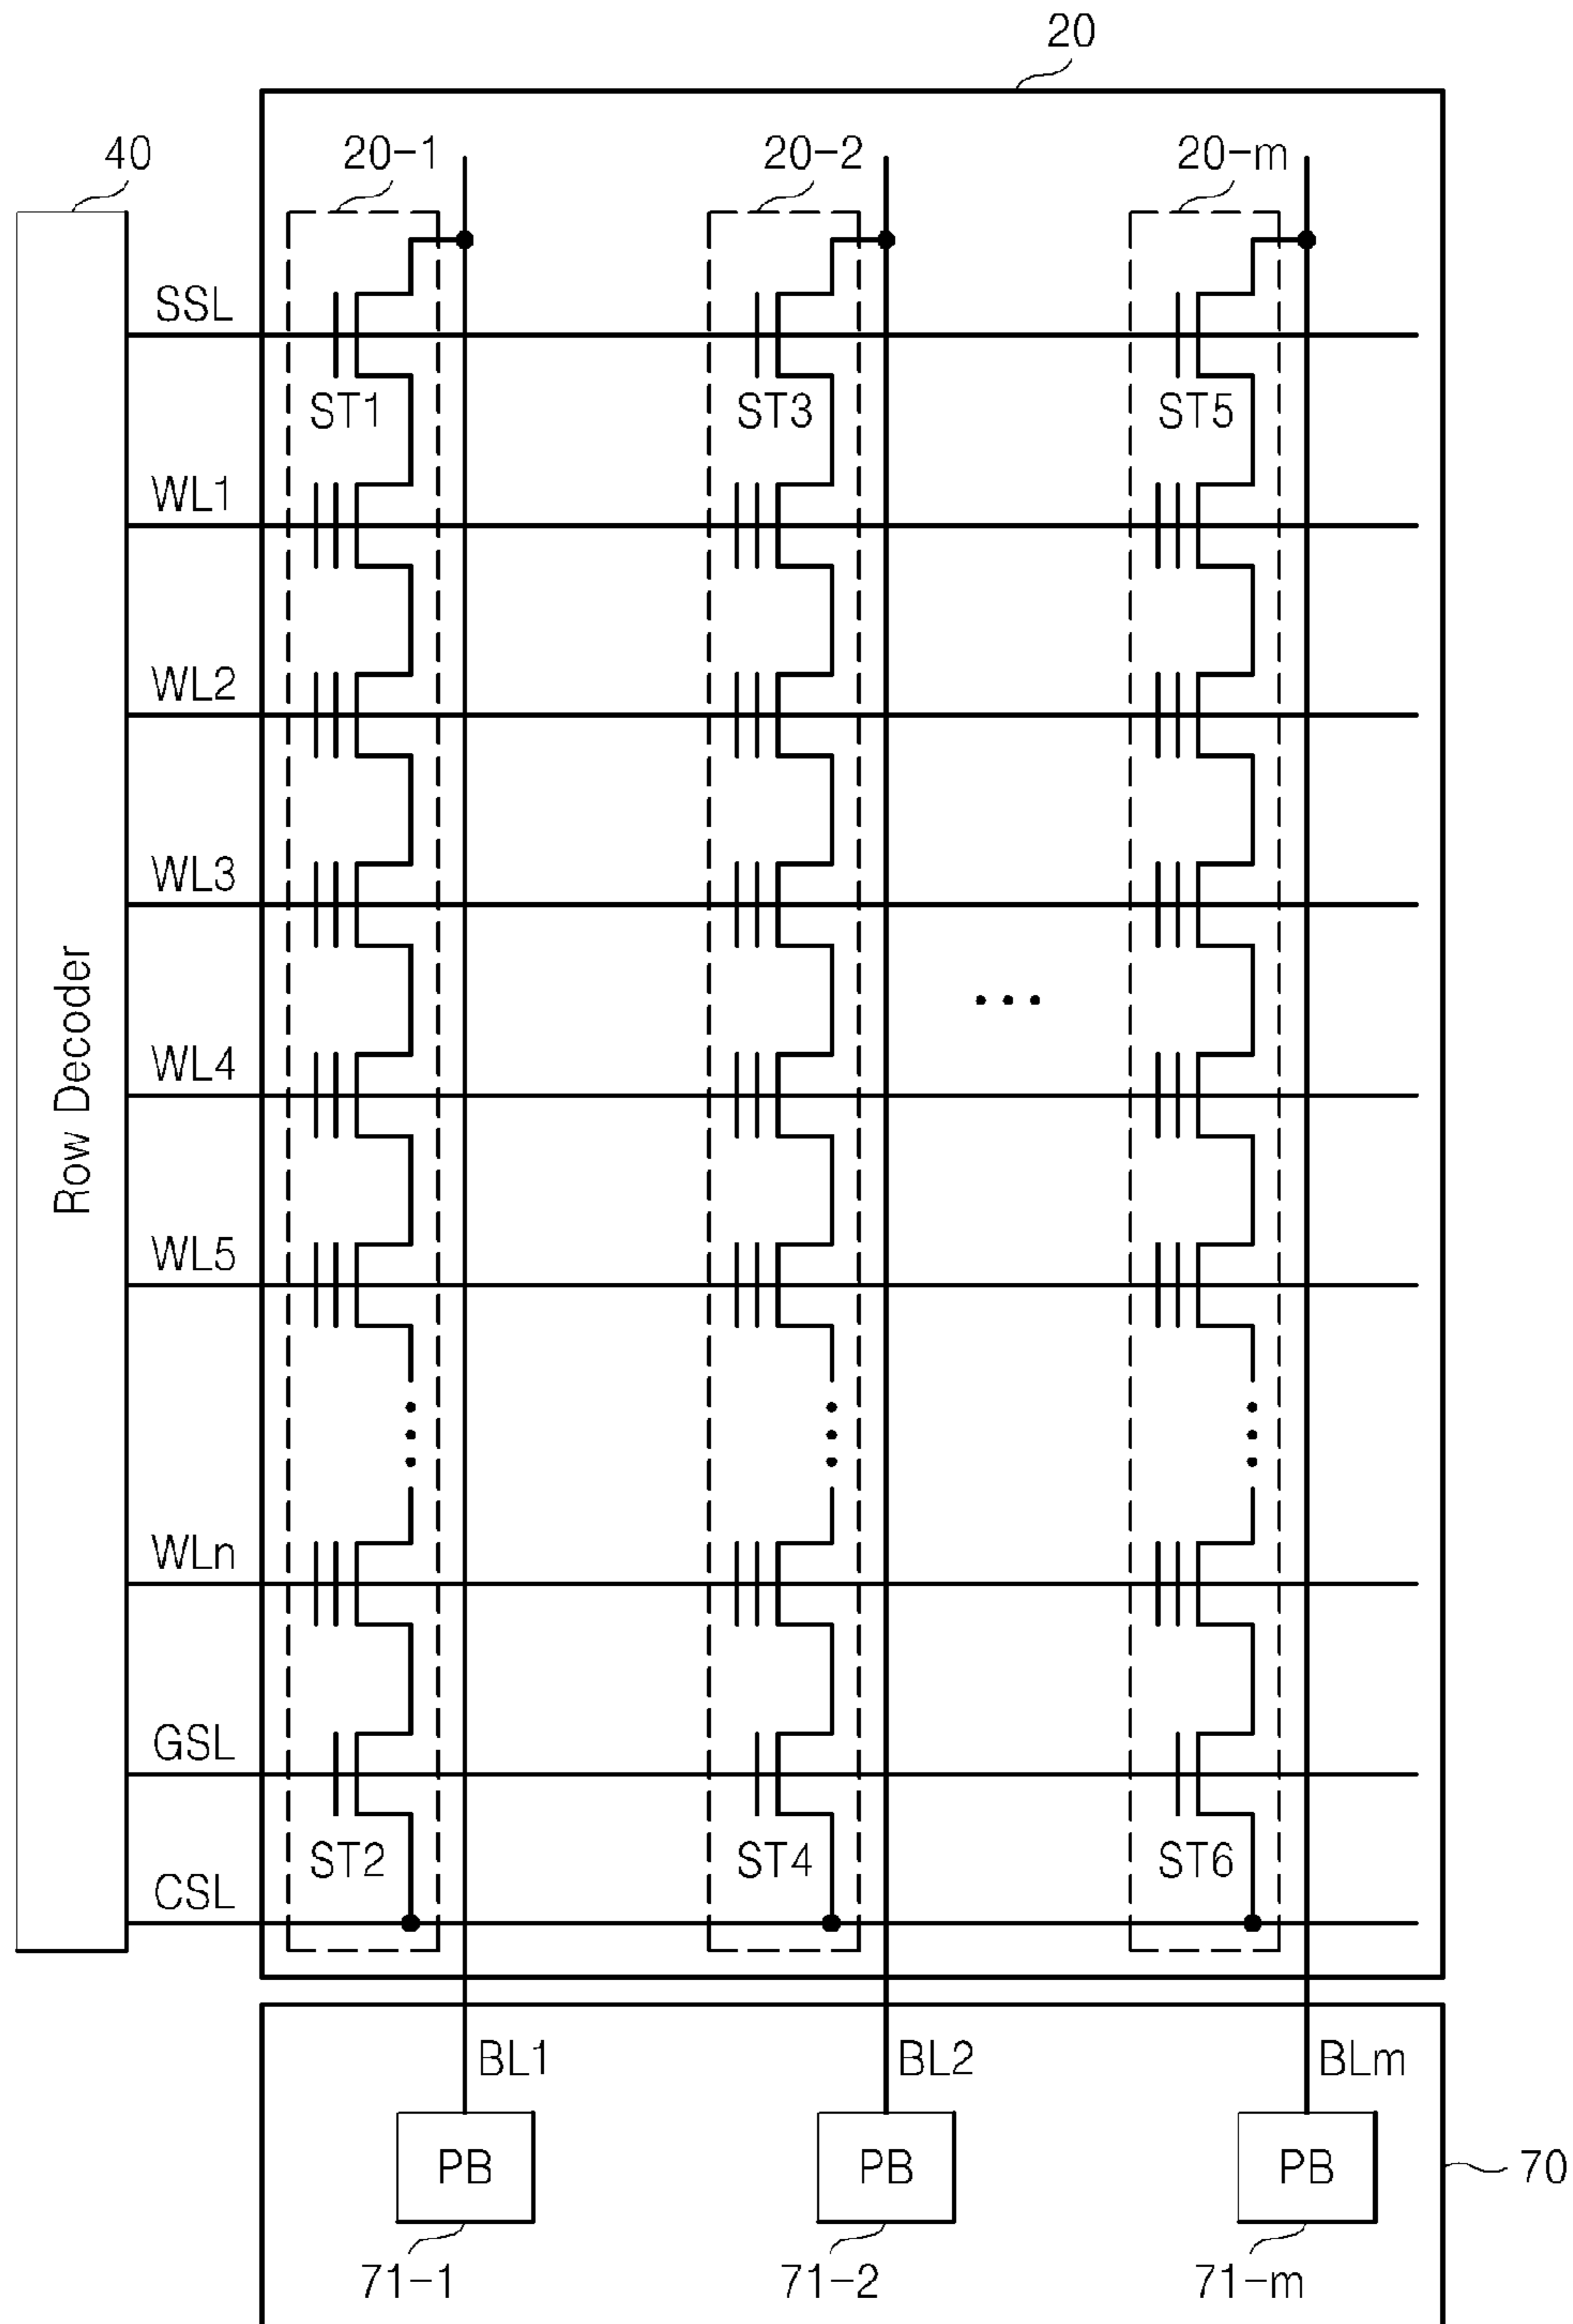 20
40
20-1
20-2
20-m
SSL
ST1
ST3
ST5
WL1
WL2
WL3
Row Decoder
WL4
WL5
WLn
GSL
ST2
ST4
ST6
CSL
BL1
BL2
BLm
PB
PB
PB
70
71-1
71-2
71-m